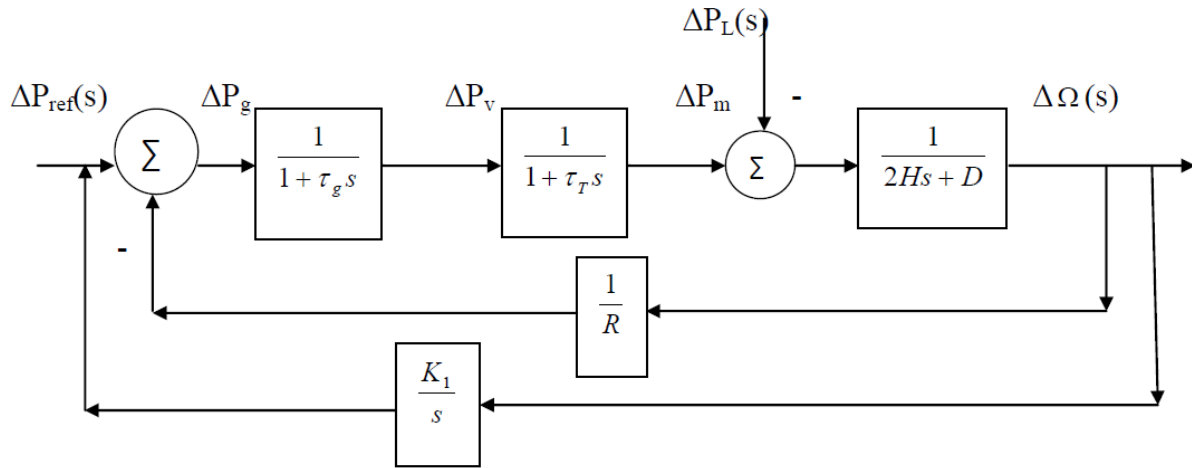 ΔP_L(s)
ΔP_ref(s)
ΔP_g
ΔP_v
ΔP_m
-
ΔΩ(s)
Σ
1 / (1 + τ_g s)
1 / (1 + τ_T s)
Σ
1 / (2Hs + D)
-
1 / R
K_1 / s